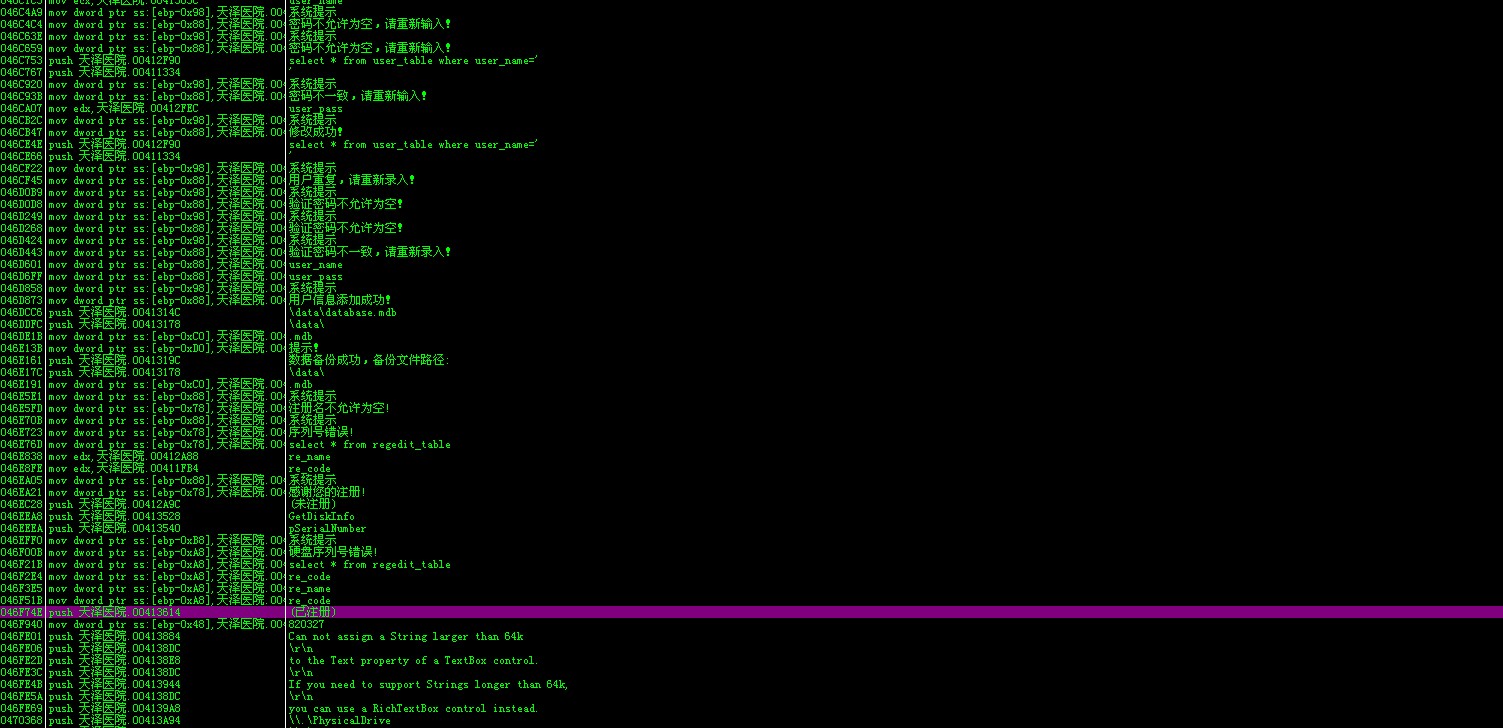 046C4A9 mov dword ptr ss:[ebp-0x98],天泽医院.004 系统提示
046C4C4 mov dword ptr ss:[ebp-0x88],天泽医院.004 密码不允许为空，请重新输入！
046C63E mov dword ptr ss:[ebp-0x98],天泽医院.004 系统提示
046C659 mov dword ptr ss:[ebp-0x88],天泽医院.004 密码不允许为空，请重新输入！
046C753 push 天泽医院.00412F90 select * from user_table where user_name='
046C767 push 天泽医院.00411334 '
046C920 mov dword ptr ss:[ebp-0x98],天泽医院.004 系统提示
046C93B mov dword ptr ss:[ebp-0x88],天泽医院.004 密码不一致，请重新输入！
046CA07 mov edx,天泽医院.00412FEC user_pass
046CB2C mov dword ptr ss:[ebp-0x98],天泽医院.004 系统提示
046CB47 mov dword ptr ss:[ebp-0x88],天泽医院.004 修改成功！
046CE4E push 天泽医院.00412F90 select * from user_table where user_name='
046CE66 push 天泽医院.00411334 '
046CF22 mov dword ptr ss:[ebp-0x98],天泽医院.004 系统提示
046CF45 mov dword ptr ss:[ebp-0x88],天泽医院.004 用户重复，请重新录入！
046D0B9 mov dword ptr ss:[ebp-0x98],天泽医院.004 系统提示
046D0D8 mov dword ptr ss:[ebp-0x88],天泽医院.004 验证密码不允许为空！
046D249 mov dword ptr ss:[ebp-0x98],天泽医院.004 系统提示
046D268 mov dword ptr ss:[ebp-0x88],天泽医院.004 验证密码不允许为空！
046D424 mov dword ptr ss:[ebp-0x98],天泽医院.004 系统提示
046D443 mov dword ptr ss:[ebp-0x88],天泽医院.004 验证密码不一致，请重新录入！
046D601 mov dword ptr ss:[ebp-0x88],天泽医院.004 user_name
046D6FF mov dword ptr ss:[ebp-0x88],天泽医院.004 user_pass
046D858 mov dword ptr ss:[ebp-0x98],天泽医院.004 系统提示
046D873 mov dword ptr ss:[ebp-0x88],天泽医院.004 用户信息添加成功！
046DCC6 push 天泽医院.0041314C \data\database.mdb
046DDFC push 天泽医院.00413178 \data\
046DE1B mov dword ptr ss:[ebp-0xC0],天泽医院.004 .mdb
046E13B mov dword ptr ss:[ebp-0xD0],天泽医院.004 提示！
046E161 push 天泽医院.0041319C 数据备份成功，备份文件路径：
046E17C push 天泽医院.00413178 \data\
046E191 mov dword ptr ss:[ebp-0xC0],天泽医院.004 .mdb
046E5E1 mov dword ptr ss:[ebp-0x88],天泽医院.004 系统提示
046E5FD mov dword ptr ss:[ebp-0x78],天泽医院.004 注册名不允许为空!
046E70B mov dword ptr ss:[ebp-0x88],天泽医院.004 系统提示
046E723 mov dword ptr ss:[ebp-0x78],天泽医院.004 序列号错误!
046E76D mov dword ptr ss:[ebp-0x78],天泽医院.004 select * from regedit_table
046E838 mov edx,天泽医院.00412A88 re_name
046E8FE mov edx,天泽医院.00411FB4 re_code
046EA05 mov dword ptr ss:[ebp-0x88],天泽医院.004 系统提示
046EA21 mov dword ptr ss:[ebp-0x78],天泽医院.004 感谢您的注册!
046EC28 push 天泽医院.00412A9C (未注册)
046EEA8 push 天泽医院.00413528 GetDiskInfo
046EEEA push 天泽医院.00413540 pSerialNumber
046EFF0 mov dword ptr ss:[ebp-0xB8],天泽医院.004 系统提示
046F00B mov dword ptr ss:[ebp-0xA8],天泽医院.004 硬盘序列号错误!
046F21B mov dword ptr ss:[ebp-0xA8],天泽医院.004 select * from regedit_table
046F2E4 mov dword ptr ss:[ebp-0xA8],天泽医院.004 re_code
046F3E5 mov dword ptr ss:[ebp-0xA8],天泽医院.004 re_name
046F51B mov dword ptr ss:[ebp-0xA8],天泽医院.004 re_code
046F74E push 天泽医院.00413614 (已注册)
046F940 mov dword ptr ss:[ebp-0x48],天泽医院.004 820327
046FE01 push 天泽医院.00413884 Can not assign a String larger than 64k
046FE06 push 天泽医院.004138DC \r\n
046FE2D push 天泽医院.004138E8 to the Text property of a TextBox control.
046FE3C push 天泽医院.004138DC \r\n
046FE4B push 天泽医院.00413944 If you need to support Strings longer than 64k,
046FE5A push 天泽医院.004138DC \r\n
046FE69 push 天泽医院.004139A8 you can use a RichTextBox control instead.
0470368 push 天泽医院.00413A94 \\.\PhysicalDrive